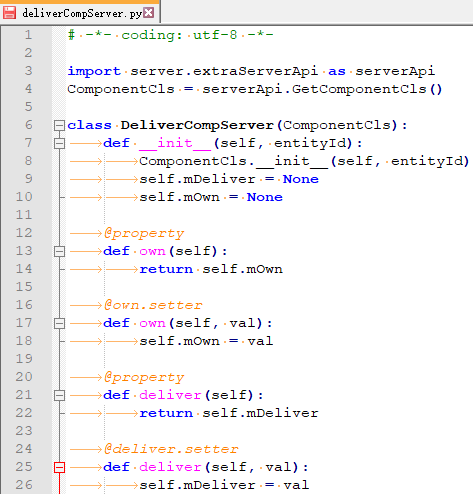 deliverCompServer.py
1 # -*- coding: utf-8 -*-
2
3 import server.extraServerApi as serverApi
4 ComponentCls = serverApi.GetComponentCls()
5
6 class DeliverCompServer(ComponentCls):
7 def __init__(self, entityId):
8 ComponentCls.__init__(self, entityId)
9 self.mDeliver = None
10 self.mOwn = None
11
12 @property
13 def own(self):
14 return self.mOwn
15
16 @own.setter
17 def own(self, val):
18 self.mOwn = val
19
20 @property
21 def deliver(self):
22 return self.mDeliver
23
24 @deliver.setter
25 def deliver(self, val):
26 self.mDeliver = val